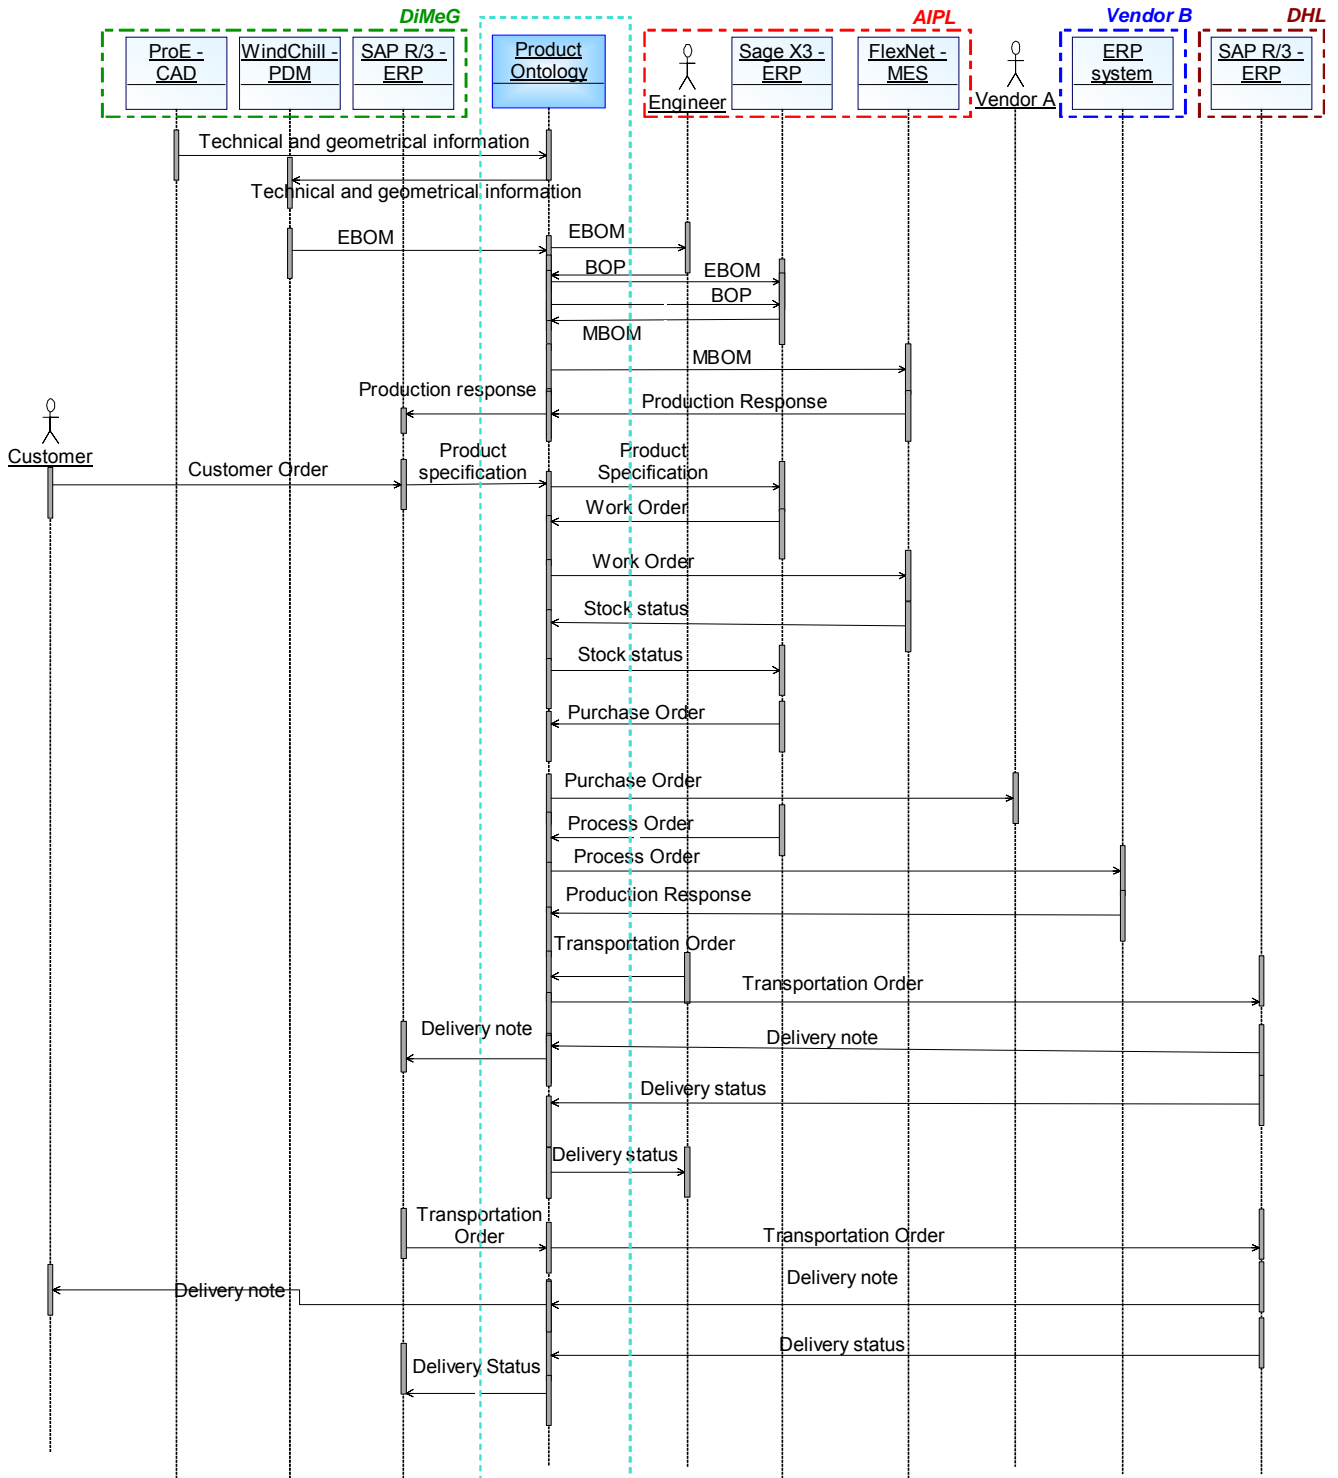 DiMeG
AIPL
Vendor B
DHL
ProE -
CAD
WindChill -
PDM
SAP R/3 -
ERP
Product
Ontology
Engineer
Sage X3 -
ERP
FlexNet -
MES
Vendor A
ERP
system
SAP R/3 -
ERP
Technical and geometrical information
Technical and geometrical information
EBOM
EBOM
BOP
EBOM
BOP
MBOM
MBOM
Production response
Production Response
Customer
Customer Order
Product
specification
Product
Specification
Work Order
Work Order
Stock status
Stock status
Purchase Order
Purchase Order
Process Order
Process Order
Production Response
Transportation Order
Transportation Order
Delivery note
Delivery note
Delivery status
Delivery status
Transportation
Order
Transportation Order
Delivery note
Delivery note
Delivery status
Delivery Status